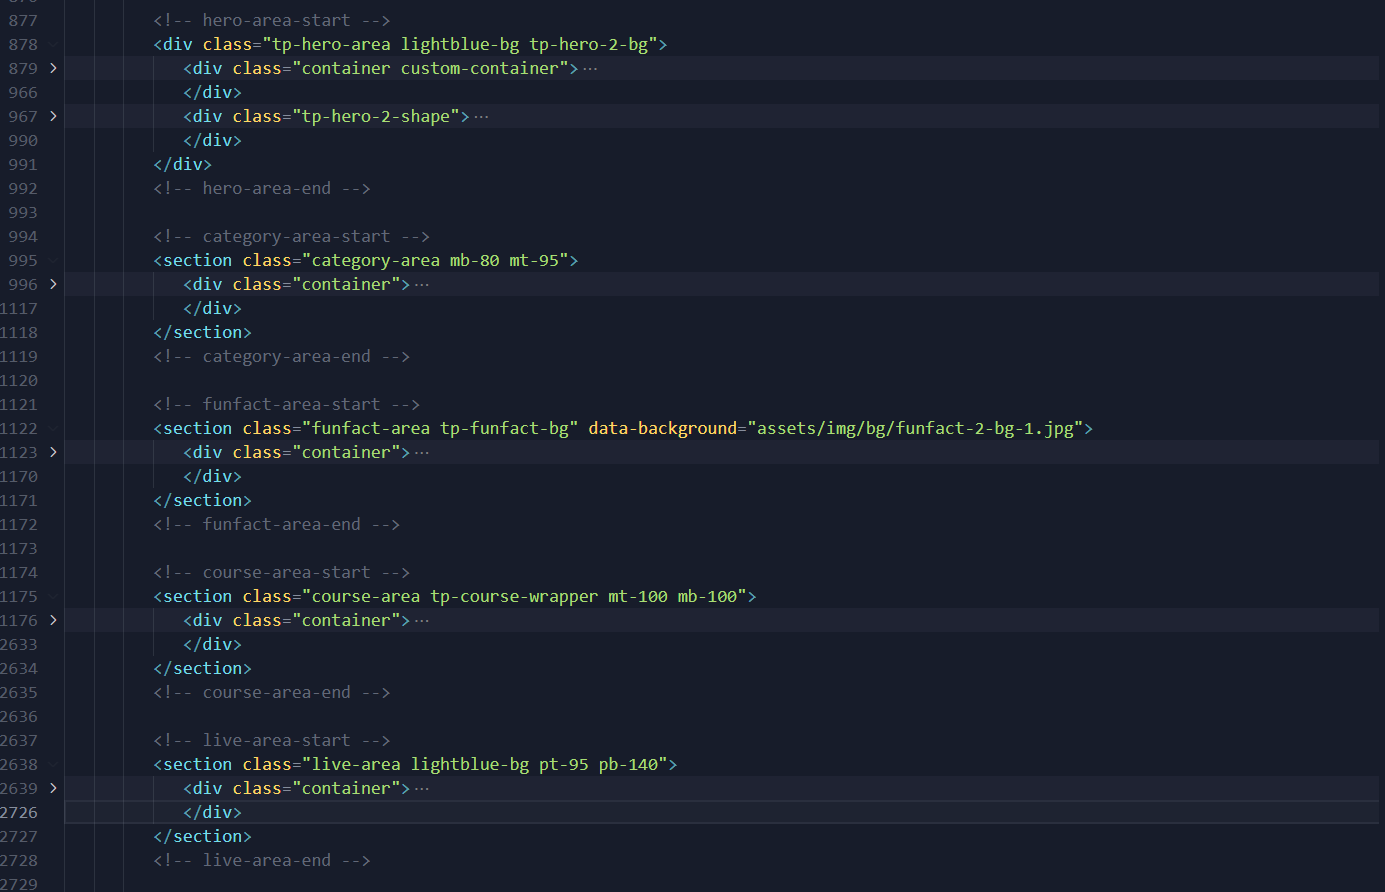 877 <!-- hero-area-start -->
878 <div class="tp-hero-area lightblue-bg tp-hero-2-bg">
879 <div class="container custom-container">···
966 </div>
967 <div class="tp-hero-2-shape">···
990 </div>
991 </div>
992 <!-- hero-area-end -->
993
994 <!-- category-area-start -->
995 <section class="category-area mb-80 mt-95">
996 <div class="container">···
1117 </div>
1118 </section>
1119 <!-- category-area-end -->
1120
1121 <!-- funfact-area-start -->
1122 <section class="funfact-area tp-funfact-bg" data-background="assets/img/bg/funfact-2-bg-1.jpg">
1123 <div class="container">···
1170 </div>
1171 </section>
1172 <!-- funfact-area-end -->
1173
1174 <!-- course-area-start -->
1175 <section class="course-area tp-course-wrapper mt-100 mb-100">
1176 <div class="container">···
2633 </div>
2634 </section>
2635 <!-- course-area-end -->
2636
2637 <!-- live-area-start -->
2638 <section class="live-area lightblue-bg pt-95 pb-140">
2639 <div class="container">···
2726 </div>
2727 </section>
2728 <!-- live-area-end -->
2729